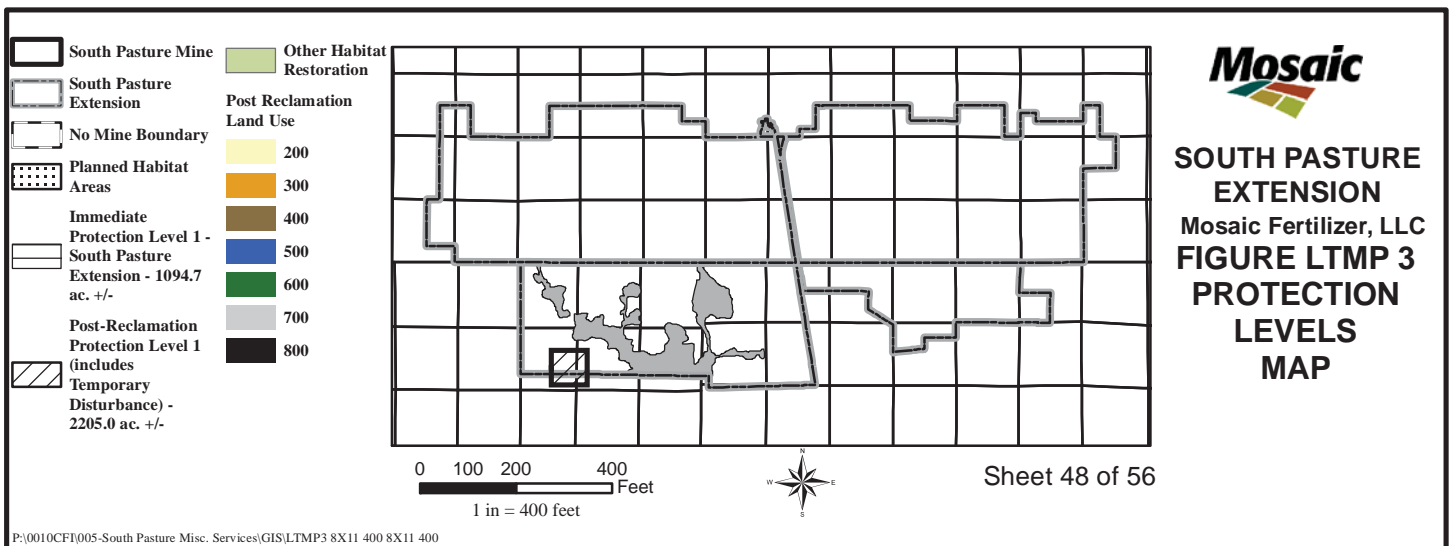 South Pasture Mine
South Pasture
Extension
No Mine Boundary
Planned Habitat
Areas
Immediate
Protection Level 1 -
South Pasture
Extension - 1094.7
ac. +/-
Post-Reclamation
Protection Level 1
(includes
Temporary
Disturbance) -
2205.0 ac. +/-
Other Habitat
Restoration
Post Reclamation
Land Use
200
300
400
500
600
700
800
0 100 200 400
Feet
1 in = 400 feet
N
W E
S
Sheet 48 of 56
Mosaic
SOUTH PASTURE
EXTENSION
Mosaic Fertilizer, LLC
FIGURE LTMP 3
PROTECTION
LEVELS
MAP
P:\0010CFI\005-South Pasture Misc. Services\GIS\LTMP3 8X11 400 8X11 400